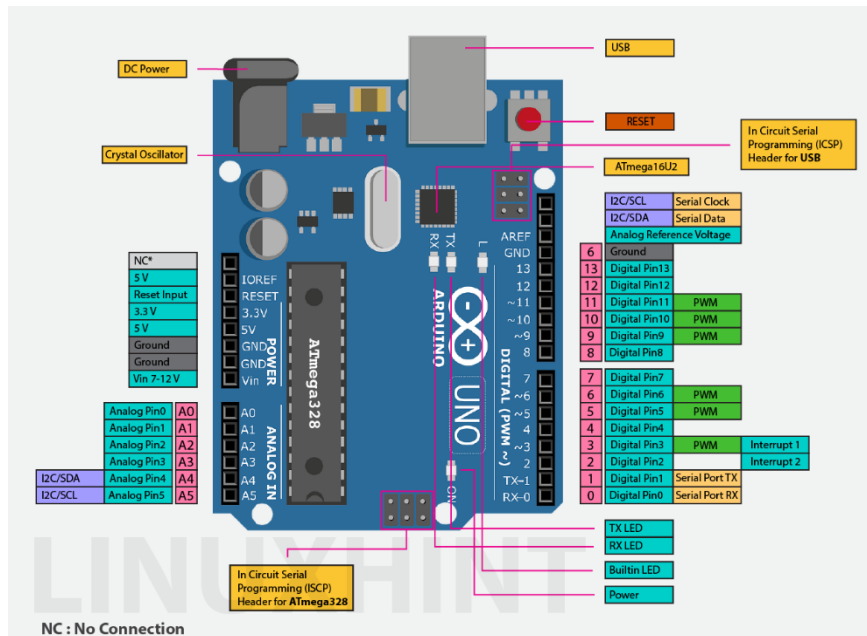 DC Power
USB
RESET
In Circuit Serial
Programming (ICSP)
Header for USB
Crystal Oscillator
ATmega16U2
I2C/SCL Serial Clock
I2C/SDA Serial Data
Analog Reference Voltage
6 Ground
13 Digital Pin13
12 Digital Pin12
11 Digital Pin11 PWM
10 Digital Pin10 PWM
9 Digital Pin9 PWM
8 Digital Pin8
7 Digital Pin7
6 Digital Pin6 PWM
5 Digital Pin5 PWM
4 Digital Pin4
3 Digital Pin3 PWM Interrupt 1
2 Digital Pin2 Interrupt 2
1 Digital Pin1 Serial Port TX
0 Digital Pin0 Serial Port RX
NC*
5 V
Reset Input
3.3 V
5 V
Ground
Ground
Vin 7-12 V
Analog Pin0 A0
Analog Pin1 A1
Analog Pin2 A2
Analog Pin3 A3
I2C/SDA Analog Pin4 A4
I2C/SCL Analog Pin5 A5
IOREF
RESET
3.3V
5V
GND
GND
Vin
POWER
A0
A1
A2
A3
A4
A5
ANALOG IN
ATmega328
RX
TX
L
ARDUINO
UNO
ON
AREF
GND
13
12
~11
~10
~9
8
7
~6
~5
4
~3
2
TX-1
RX-0
DIGITAL (PWM ~)
TX LED
RX LED
Builtin LED
Power
In Circuit Serial
Programming (ISCP)
Header for ATmega328
LINUXHINT
NC : No Connection